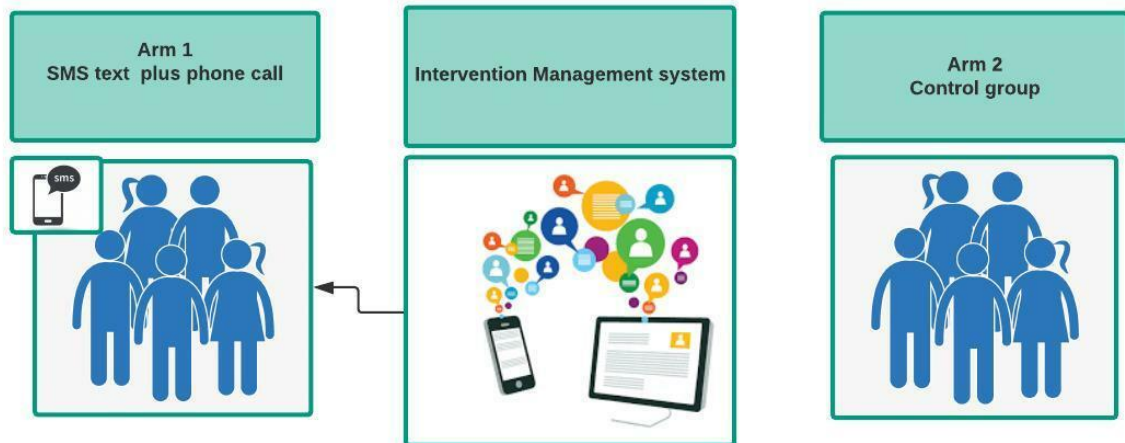 Arm 1
SMS text plus phone call
Intervention Management system
Arm 2
Control group
sms